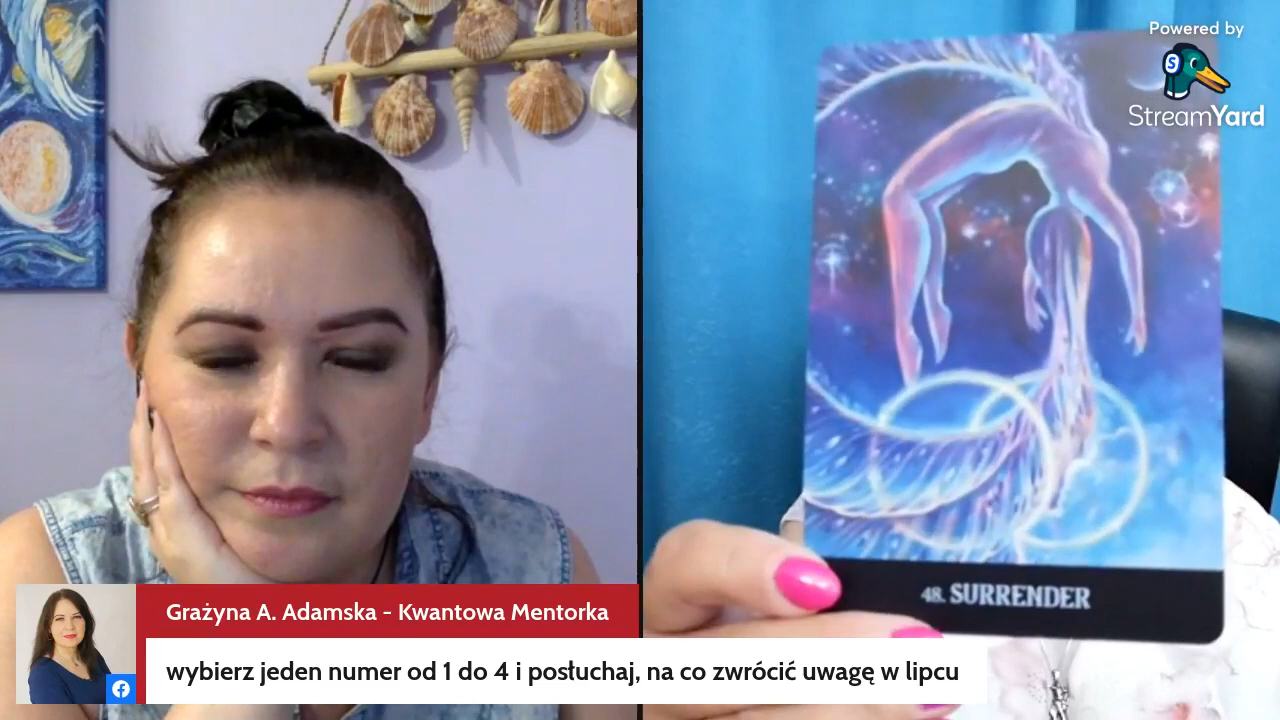 Powered by
StreamYard
48. SURRENDER
Grażyna A. Adamska - Kwantowa Mentorka
wybierz jeden numer od 1 do 4 i posłuchaj, na co zwrócić uwagę w lipcu